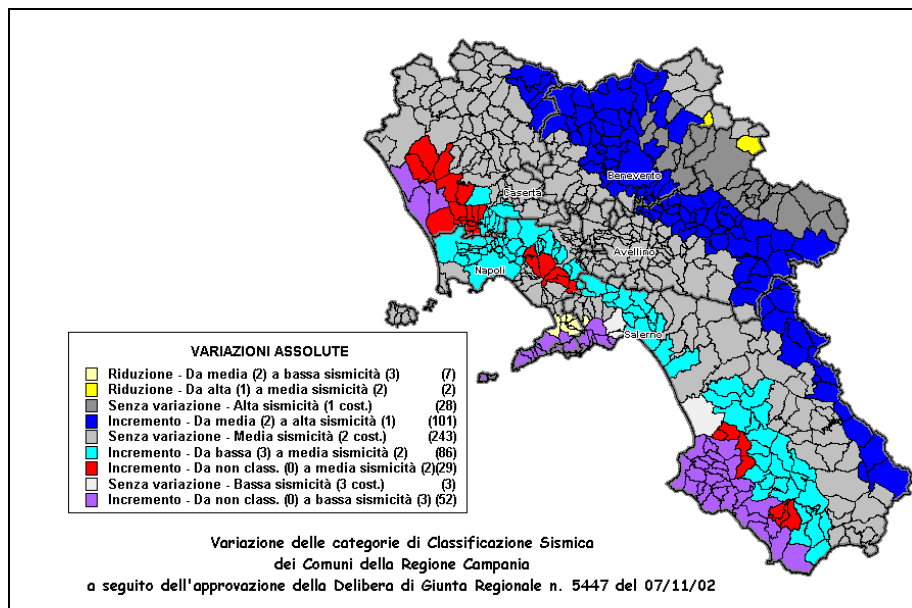 Benevento
Caserta
Avellino
Napoli
Salerno
VARIAZIONI ASSOLUTE
Riduzione - Da media (2) a bassa sismicità (3) (7)
Riduzione - Da alta (1) a media sismicità (2) (2)
Senza variazione - Alta sismicità (1 cost.) (28)
Incremento - Da media (2) a alta sismicità (1) (101)
Senza variazione - Media sismicità (2 cost.) (243)
Incremento - Da bassa (3) a media sismicità (2) (86)
Incremento - Da non class. (0) a media sismicità (2)(29)
Senza variazione - Bassa sismicità (3 cost.) (3)
Incremento - Da non class. (0) a bassa sismicità (3) (52)
Variazione delle categorie di Classificazione Sismica
dei Comuni della Regione Campania
a seguito dell'approvazione della Delibera di Giunta Regionale n. 5447 del 07/11/02